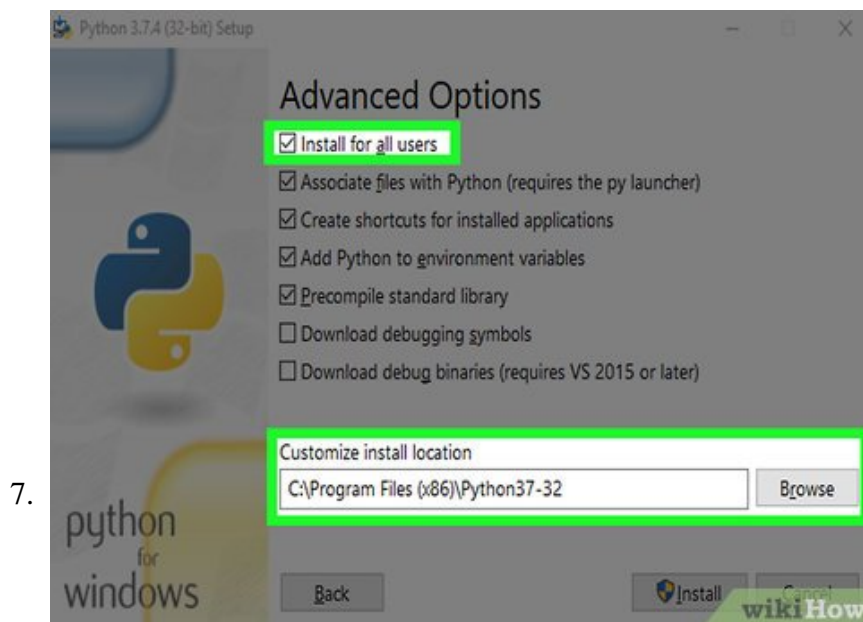 Python 3.7.4 (32-bit) Setup
Advanced Options
Install for all users
Associate files with Python (requires the py launcher)
Create shortcuts for installed applications
Add Python to environment variables
Precompile standard library
Download debugging symbols
Download debug binaries (requires VS 2015 or later)
Customize install location
C:\Program Files (x86)\Python37-32
Browse
7.
python
for
windows
Back
Install
Cancel
wikiHow